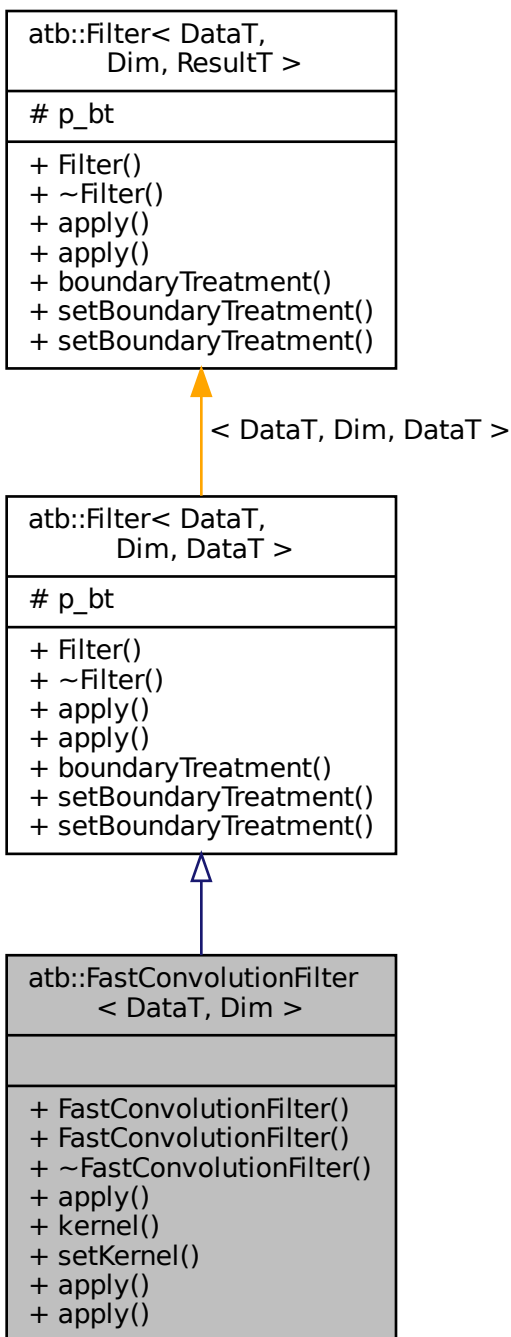 atb::Filter< DataT,
Dim, ResultT >
# p_bt
+ Filter()
+ ~Filter()
+ apply()
+ apply()
+ boundaryTreatment()
+ setBoundaryTreatment()
+ setBoundaryTreatment()
< DataT, Dim, DataT >
atb::Filter< DataT,
Dim, DataT >
# p_bt
+ Filter()
+ ~Filter()
+ apply()
+ apply()
+ boundaryTreatment()
+ setBoundaryTreatment()
+ setBoundaryTreatment()
atb::FastConvolutionFilter
< DataT, Dim >
+ FastConvolutionFilter()
+ FastConvolutionFilter()
+ ~FastConvolutionFilter()
+ apply()
+ kernel()
+ setKernel()
+ apply()
+ apply()